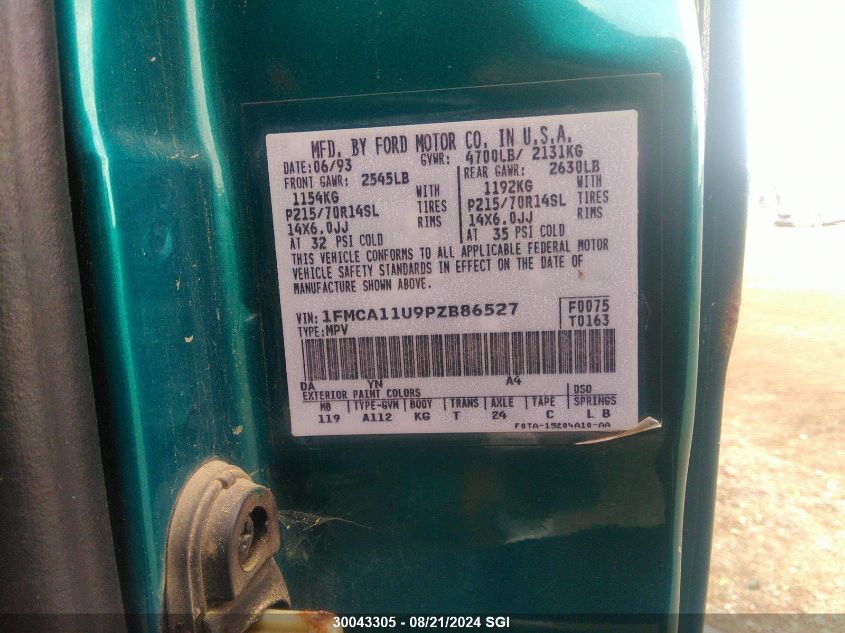 MFD. BY FORD MOTOR CO. IN U.S.A.
DATE: 06/93 GVWR: 4700LB/ 2131KG
FRONT GAWR: 2545LB REAR GAWR: 2630LB
1154KG WITH 1192KG WITH
P215/70R14SL TIRES P215/70R14SL TIRES
14X6.0JJ RIMS 14X6.0JJ RIMS
AT 32 PSI COLD AT 35 PSI COLD
THIS VEHICLE CONFORMS TO ALL APPLICABLE FEDERAL MOTOR
VEHICLE SAFETY STANDARDS IN EFFECT ON THE DATE OF
MANUFACTURE SHOWN ABOVE.
VIN: 1FMCA11U9PZB86527 F0075
TYPE: MPV T0163
DA YN A4
EXTERIOR PAINT COLORS DSO
WB TYPE-GVW BODY TRANS AXLE TAPE SPRINGS
119 A112 KG T 24 C L B
F0TA-15204A10-AA
30043305 - 08/21/2024 SGI